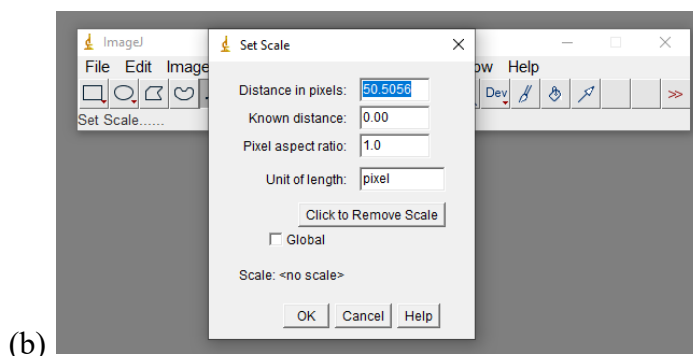 ImageJ
Set Scale
File Edit Image
ow Help
Dev
>>
Set Scale......
Distance in pixels: 50.5056
Known distance: 0.00
Pixel aspect ratio: 1.0
Unit of length: pixel
Click to Remove Scale
Global
Scale: <no scale>
OK Cancel Help
(b)